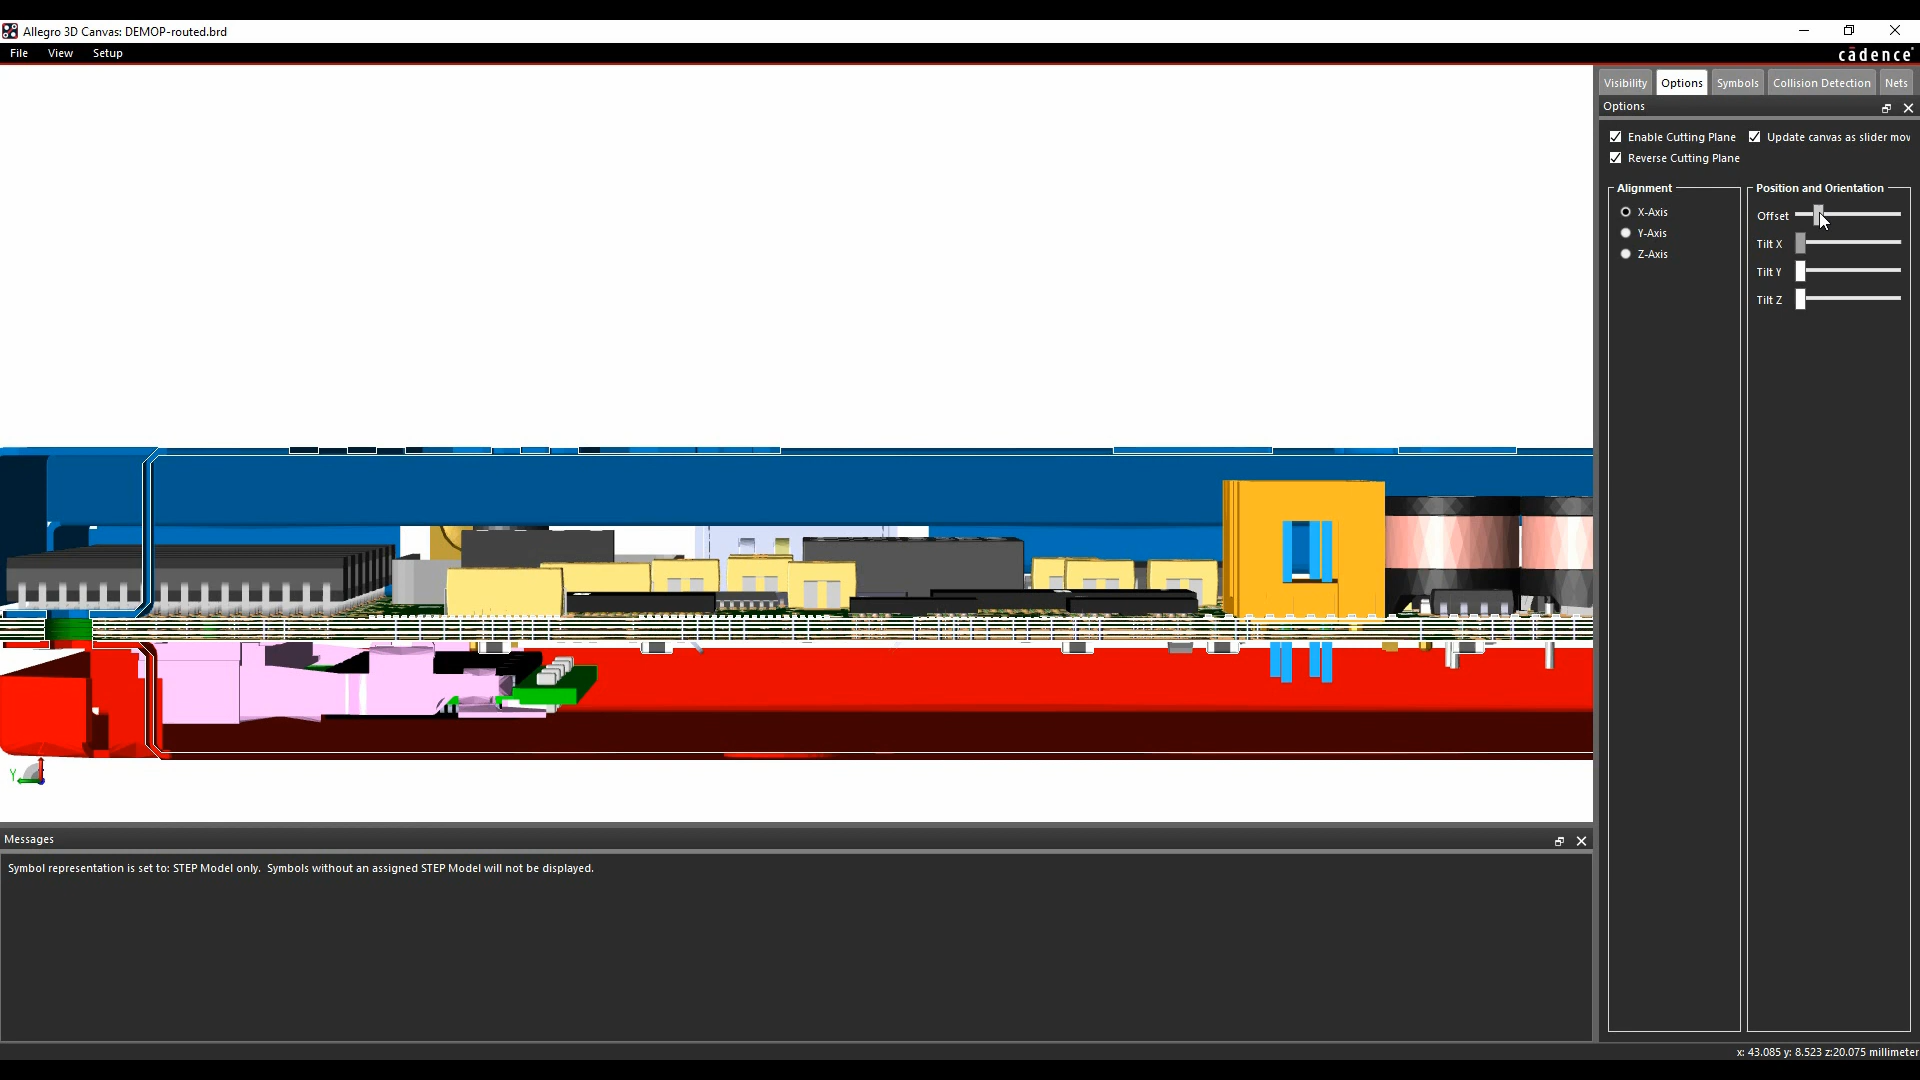 Allegro 3D Canvas: DEMOP-routed.brd
File View Setup
cādence
Visibility Options Symbols Collision Detection Nets
Options
Enable Cutting Plane Update canvas as slider mov
Reverse Cutting Plane
Alignment
X-Axis
Y-Axis
Z-Axis
Position and Orientation
Offset
Tilt X
Tilt Y
Tilt Z
Y
Messages
Symbol representation is set to: STEP Model only. Symbols without an assigned STEP Model will not be displayed.
x: 43.085 y: 8.523 z:20.075 millimeter